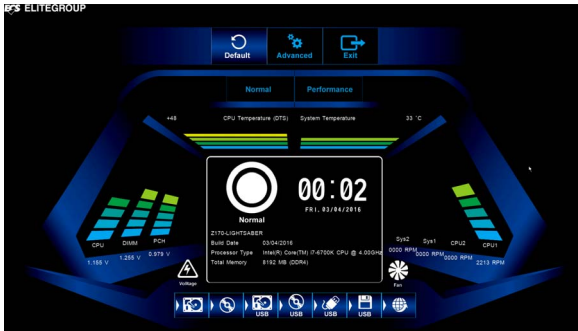 ECS ELITEGROUP
Default
Advanced
Exit
Normal
Performance
+48
CPU Temperature (DTS)
System Temperature
33 °C
00:02
FRI, 03/04/2016
Normal
Z170-LIGHTSABER
Build Date 03/04/2016
Processor Type Intel(R) Core(TM) i7-6700K CPU @ 4.00GHz
Total Memory 8192 MB (DDR4)
CPU
DIMM
PCH
1.155 V
1.255 V
0.979 V
Voltage
Sys2
Sys1
CPU2
CPU1
0000 RPM
0000 RPM
0000 RPM
2213 RPM
Fan
USB
USB
USB
USB